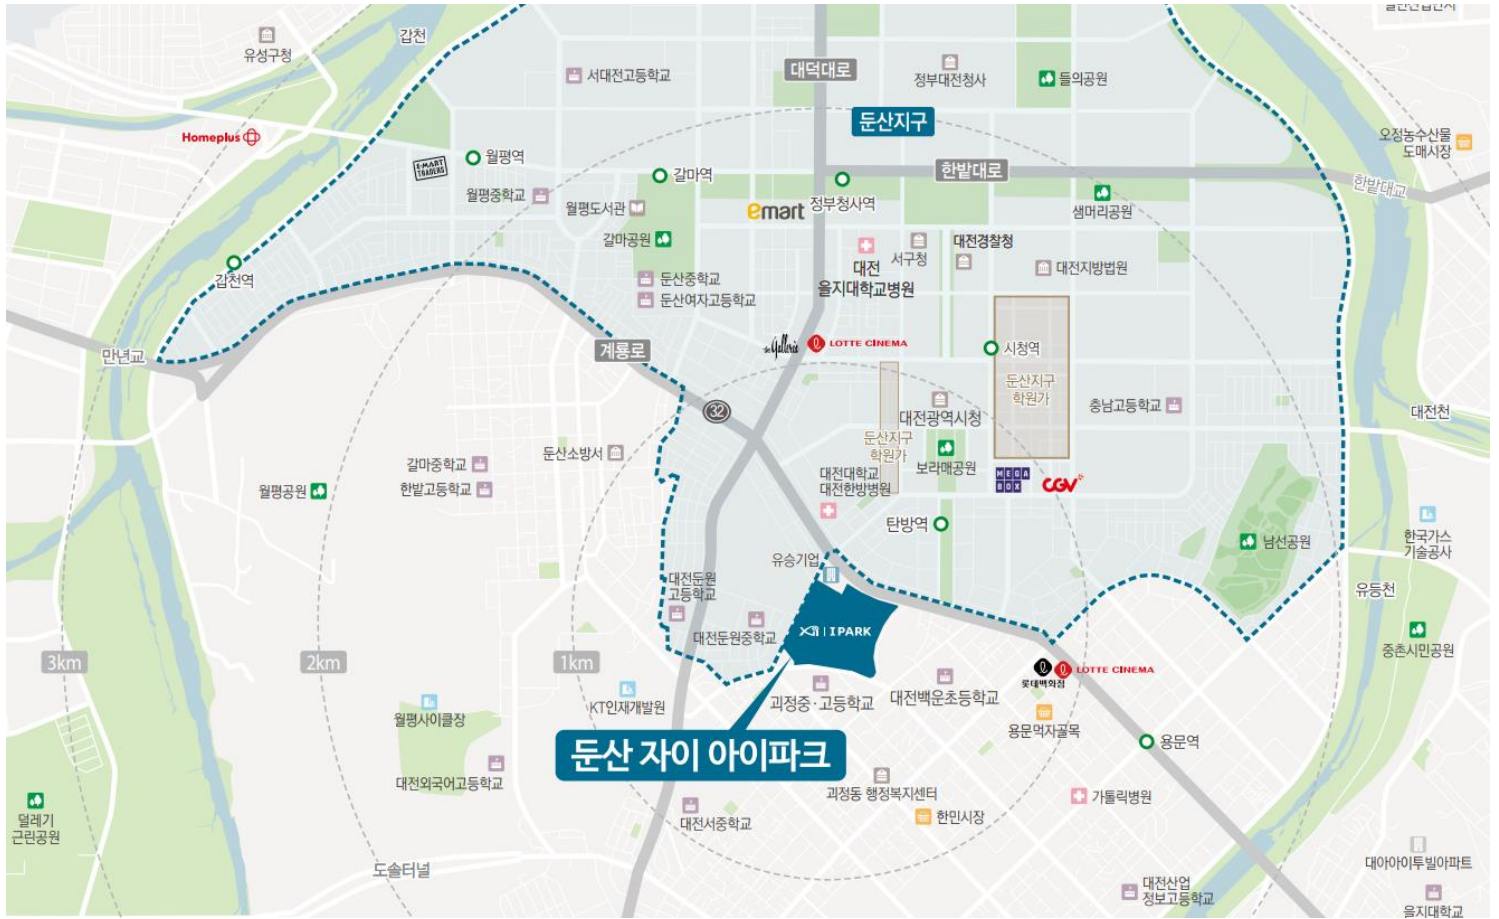 갑천
유성구청
서대전고등학교
대덕대로
정부대전청사
들의공원
둔산지구
Homeplus
E·MART
TRADERS
월평역
갈마역
한밭대로
오정농수산물
도매시장
한밭대교
월평중학교
월평도서관
emart
정부청사역
샘머리공원
갈마공원
대전
을지대학교병원
서구청
대전경찰청
대전지방법원
갑천역
둔산중학교
둔산여자고등학교
만년교
계룡로
the Galleria
LOTTE CINEMA
시청역
둔산지구
학원가
32
대전광역시청
충남고등학교
대전천
둔산지구
학원가
둔산소방서
갈마중학교
한밭고등학교
월평공원
대전대학교
대전한방병원
보라매공원
MEGA
BOX
CGV
탄방역
남선공원
한국가스
기술공사
유승기업
대전둔원
고등학교
대전둔원중학교
XI | IPARK
유등천
중촌시민공원
3km
2km
1km
롯데백화점
LOTTE CINEMA
월평사이클장
KT인재개발원
괴정중·고등학교
대전백운초등학교
용문먹자골목
용문역
둔산 자이 아이파크
대전외국어고등학교
괴정동 행정복지센터
가톨릭병원
덜레기
근린공원
대전서중학교
한민시장
도솔터널
대아아이투빌아파트
대전산업
정보고등학교
을지대학교